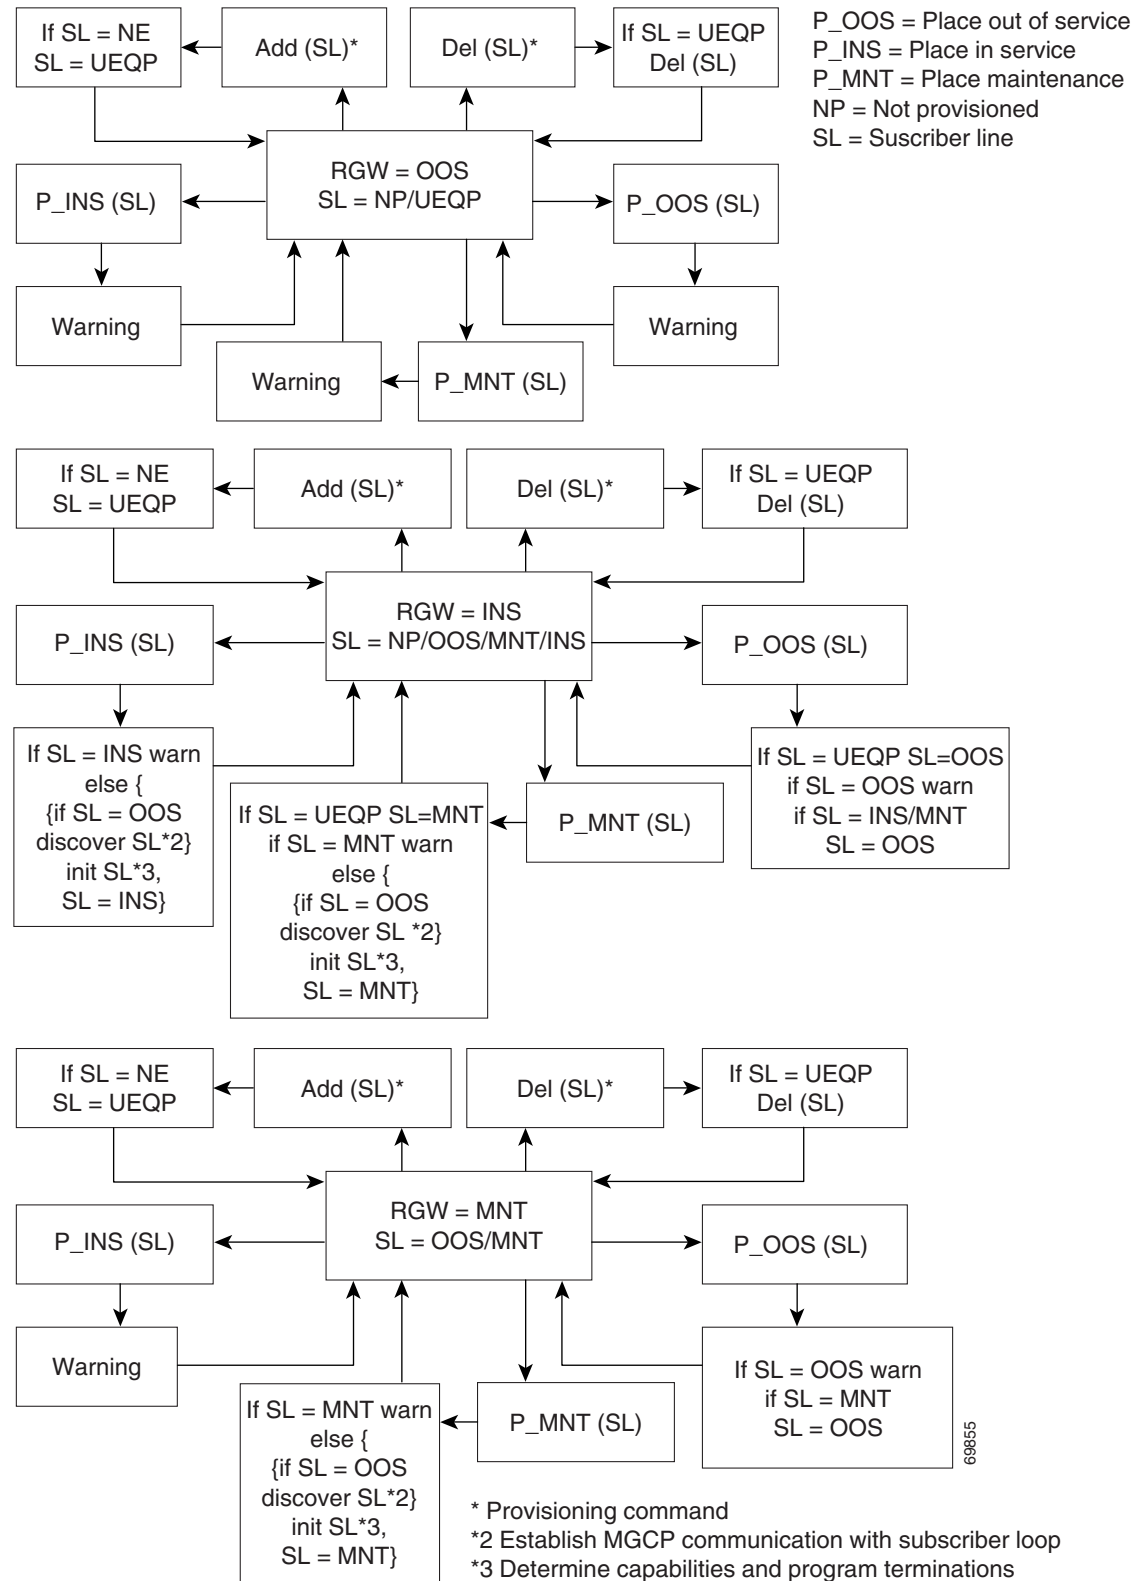 If SL = NE
SL = UEQP
Add (SL)*
Del (SL)*
If SL = UEQP
Del (SL)
P_OOS = Place out of service
P_INS = Place in service
P_MNT = Place maintenance
NP = Not provisioned
SL = Suscriber line
RGW = OOS
SL = NP/UEQP
P_INS (SL)
P_OOS (SL)
Warning
Warning
Warning
P_MNT (SL)
If SL = NE
SL = UEQP
Add (SL)*
Del (SL)*
If SL = UEQP
Del (SL)
RGW = INS
SL = NP/OOS/MNT/INS
P_INS (SL)
P_OOS (SL)
If SL = INS warn
else {
{if SL = OOS
discover SL*2}
init SL*3,
SL = INS}
If SL = UEQP SL=MNT
if SL = MNT warn
else {
{if SL = OOS
discover SL *2}
init SL*3,
SL = MNT}
P_MNT (SL)
If SL = UEQP SL=OOS
if SL = OOS warn
if SL = INS/MNT
SL = OOS
If SL = NE
SL = UEQP
Add (SL)*
Del (SL)*
If SL = UEQP
Del (SL)
RGW = MNT
SL = OOS/MNT
P_INS (SL)
P_OOS (SL)
Warning
If SL = MNT warn
else {
{if SL = OOS
discover SL*2}
init SL*3,
SL = MNT}
P_MNT (SL)
If SL = OOS warn
if SL = MNT
SL = OOS
69855
* Provisioning command
*2 Establish MGCP communication with subscriber loop
*3 Determine capabilities and program terminations